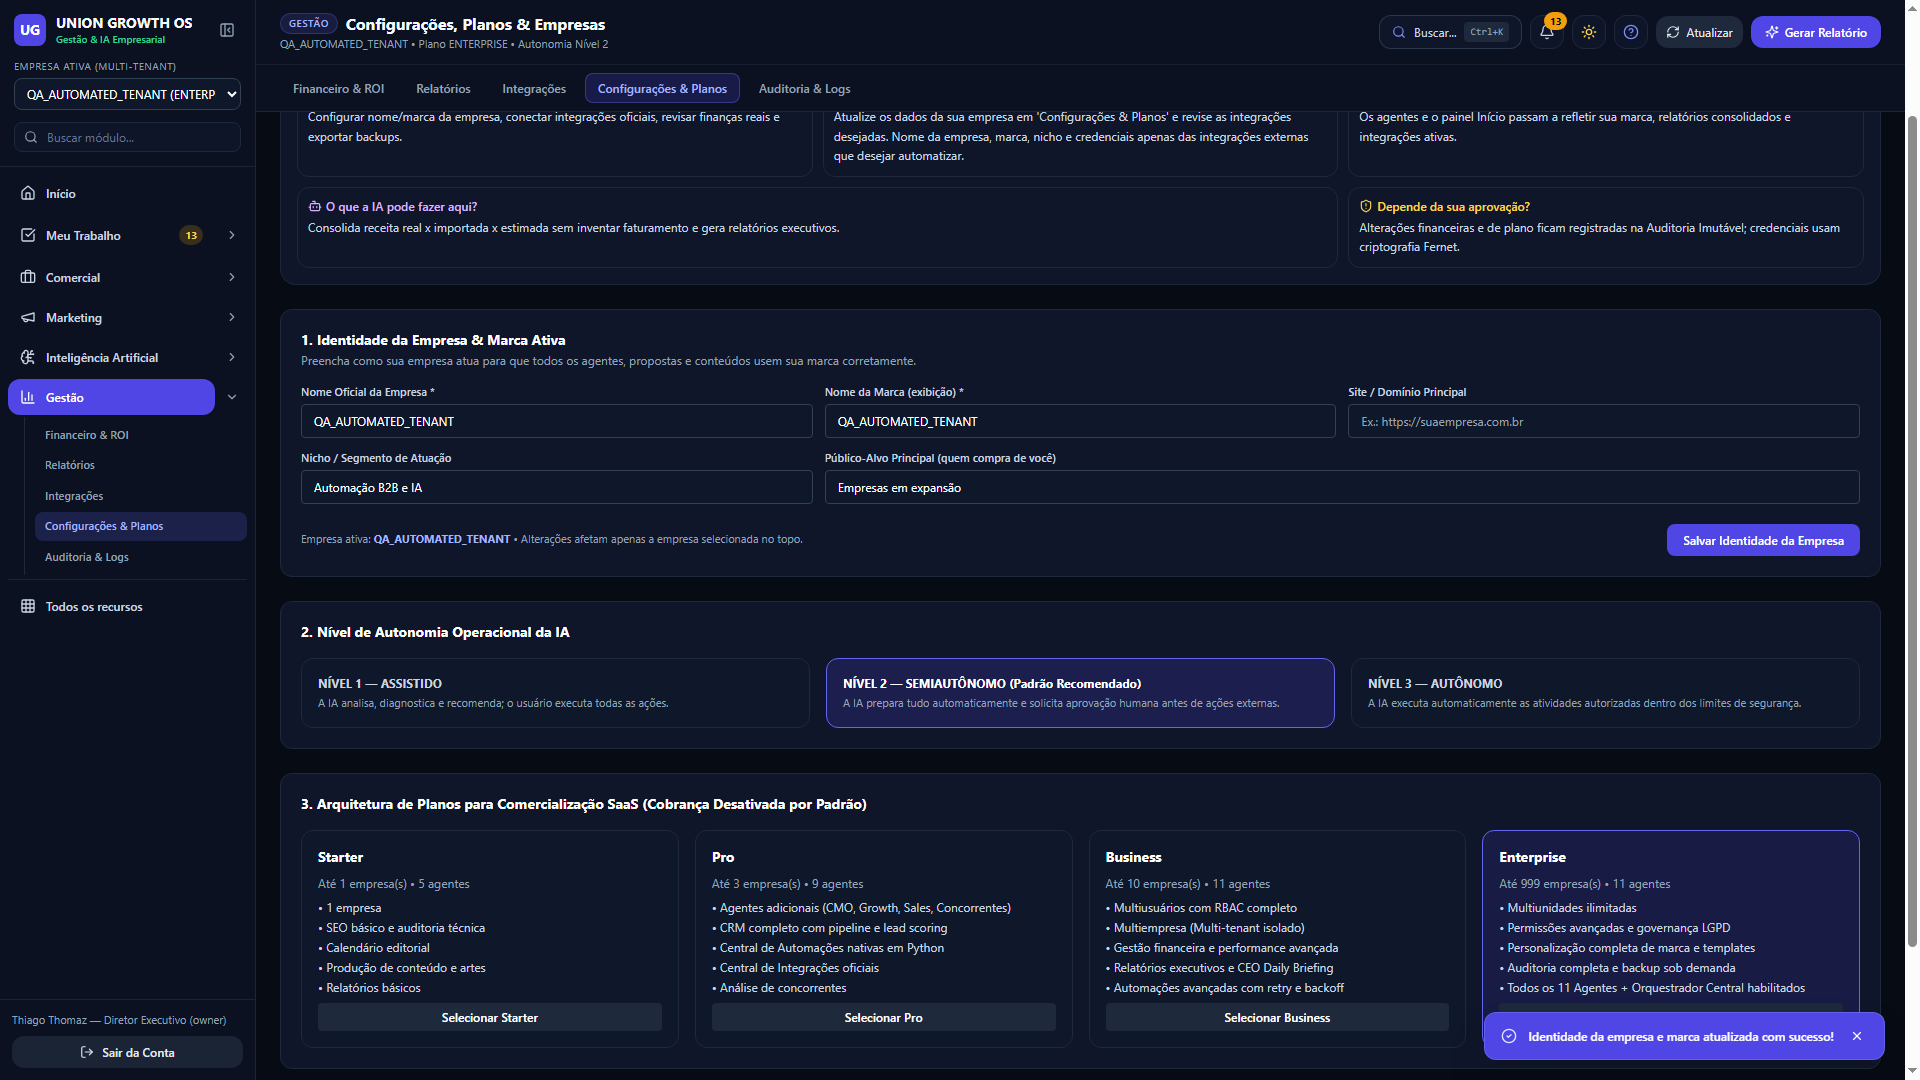 UG
UNION GROWTH OS
Gestão & IA Empresarial
EMPRESA ATIVA (MULTI-TENANT)
QA_AUTOMATED_TENANT (ENTERP
Buscar módulo...
Início
Meu Trabalho
13
Comercial
Marketing
Inteligência Artificial
Gestão
Financeiro & ROI
Relatórios
Integrações
Configurações & Planos
Auditoria & Logs
Todos os recursos
Thiago Thomaz — Diretor Executivo (owner)
Sair da Conta
GESTÃO
Configurações, Planos & Empresas
QA_AUTOMATED_TENANT • Plano ENTERPRISE • Autonomia Nível 2
Buscar...
Ctrl+K
13
Atualizar
Gerar Relatório
Financeiro & ROI
Relatórios
Integrações
Configurações & Planos
Auditoria & Logs
Configurar nome/marca da empresa, conectar integrações oficiais, revisar finanças reais e
exportar backups.
Atualize os dados da sua empresa em 'Configurações & Planos' e revise as integrações
desejadas. Nome da empresa, marca, nicho e credenciais apenas das integrações externas
que desejar automatizar.
Os agentes e o painel Início passam a refletir sua marca, relatórios consolidados e
integrações ativas.
O que a IA pode fazer aqui?
Consolida receita real x importada x estimada sem inventar faturamento e gera relatórios executivos.
Depende da sua aprovação?
Alterações financeiras e de plano ficam registradas na Auditoria Imutável; credenciais usam
criptografia Fernet.
1. Identidade da Empresa & Marca Ativa
Preencha como sua empresa atua para que todos os agentes, propostas e conteúdos usem sua marca corretamente.
Nome Oficial da Empresa *
QA_AUTOMATED_TENANT
Nome da Marca (exibição) *
QA_AUTOMATED_TENANT
Site / Domínio Principal
Ex.: https://suaempresa.com.br
Nicho / Segmento de Atuação
Automação B2B e IA
Público-Alvo Principal (quem compra de você)
Empresas em expansão
Empresa ativa: QA_AUTOMATED_TENANT • Alterações afetam apenas a empresa selecionada no topo.
Salvar Identidade da Empresa
2. Nível de Autonomia Operacional da IA
NÍVEL 1 — ASSISTIDO
A IA analisa, diagnostica e recomenda; o usuário executa todas as ações.
NÍVEL 2 — SEMIAUTÔNOMO (Padrão Recomendado)
A IA prepara tudo automaticamente e solicita aprovação humana antes de ações externas.
NÍVEL 3 — AUTÔNOMO
A IA executa automaticamente as atividades autorizadas dentro dos limites de segurança.
3. Arquitetura de Planos para Comercialização SaaS (Cobrança Desativada por Padrão)
Starter
Até 1 empresa(s) • 5 agentes
• 1 empresa
• SEO básico e auditoria técnica
• Calendário editorial
• Produção de conteúdo e artes
• Relatórios básicos
Selecionar Starter
Pro
Até 3 empresa(s) • 9 agentes
• Agentes adicionais (CMO, Growth, Sales, Concorrentes)
• CRM completo com pipeline e lead scoring
• Central de Automações nativas em Python
• Central de Integrações oficiais
• Análise de concorrentes
Selecionar Pro
Business
Até 10 empresa(s) • 11 agentes
• Multiusuários com RBAC completo
• Multiempresa (Multi-tenant isolado)
• Gestão financeira e performance avançada
• Relatórios executivos e CEO Daily Briefing
• Automações avançadas com retry e backoff
Selecionar Business
Enterprise
Até 999 empresa(s) • 11 agentes
• Multiunidades ilimitadas
• Permissões avançadas e governança LGPD
• Personalização completa de marca e templates
• Auditoria completa e backup sob demanda
• Todos os 11 Agentes + Orquestrador Central habilitados
Identidade da empresa e marca atualizada com sucesso!